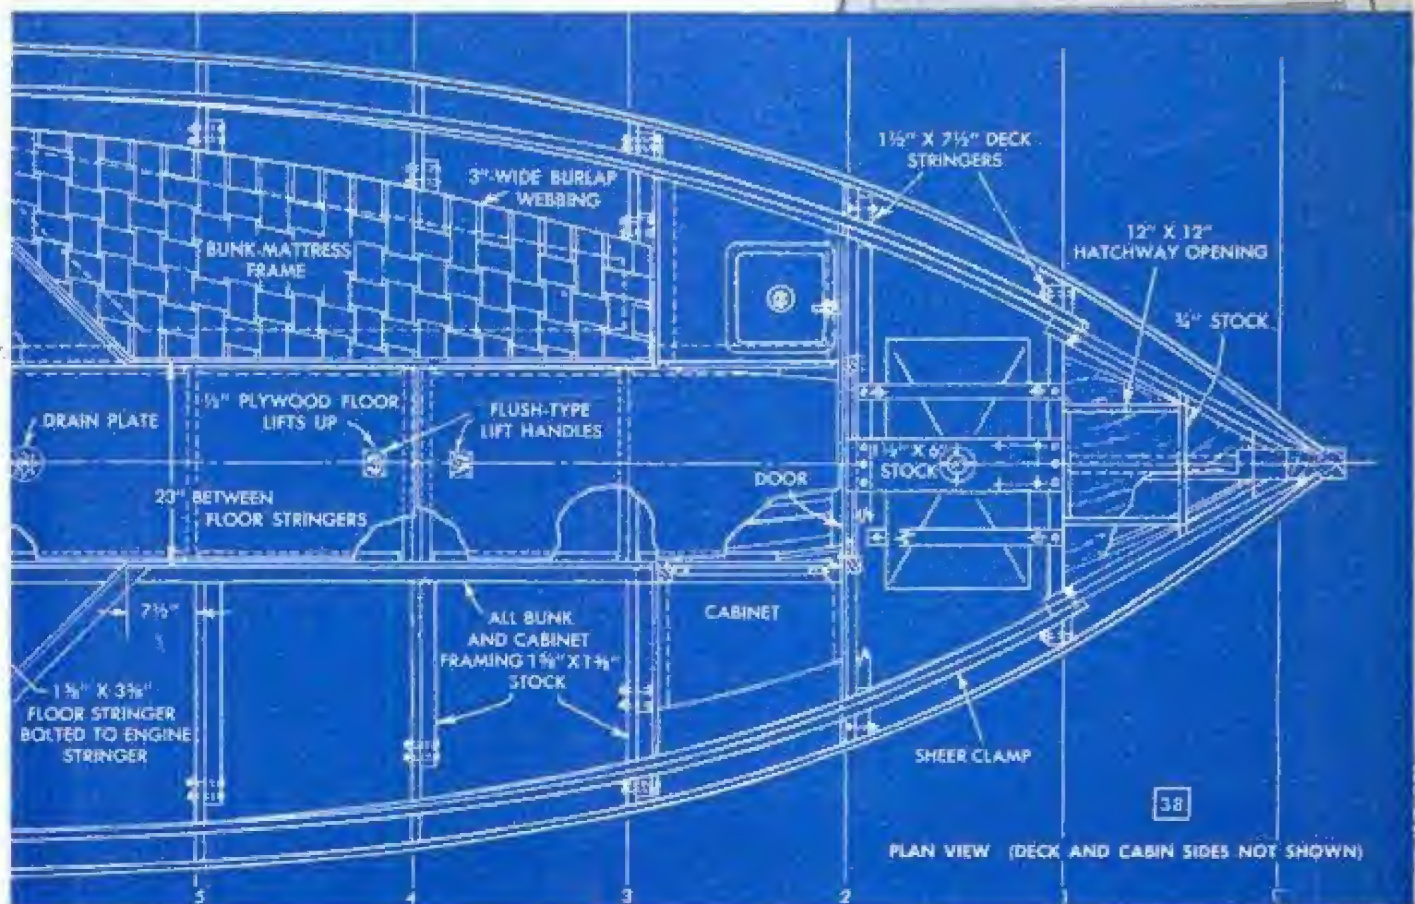 1½" X 7½" DECK
STRINGERS
3"-WIDE BURLAP
WEBBING
12" X 12"
HATCHWAY OPENING
BUNK-MATTRESS
FRAME
¾" STOCK
½" PLYWOOD FLOOR
LIFTS UP
FLUSH-TYPE
LIFT HANDLES
DRAIN PLATE
1½" X 6"
STOCK
DOOR
23" BETWEEN
FLOOR STRINGERS
7½"
ALL BUNK
AND CABINET
FRAMING 1⅝" X 1⅝"
STOCK
CABINET
1⅝" X 3⅝"
FLOOR STRINGER
BOLTED TO ENGINE
STRINGER
SHEER CLAMP
38
PLAN VIEW (DECK AND CABIN SIDES NOT SHOWN)
5 4 3 2 1